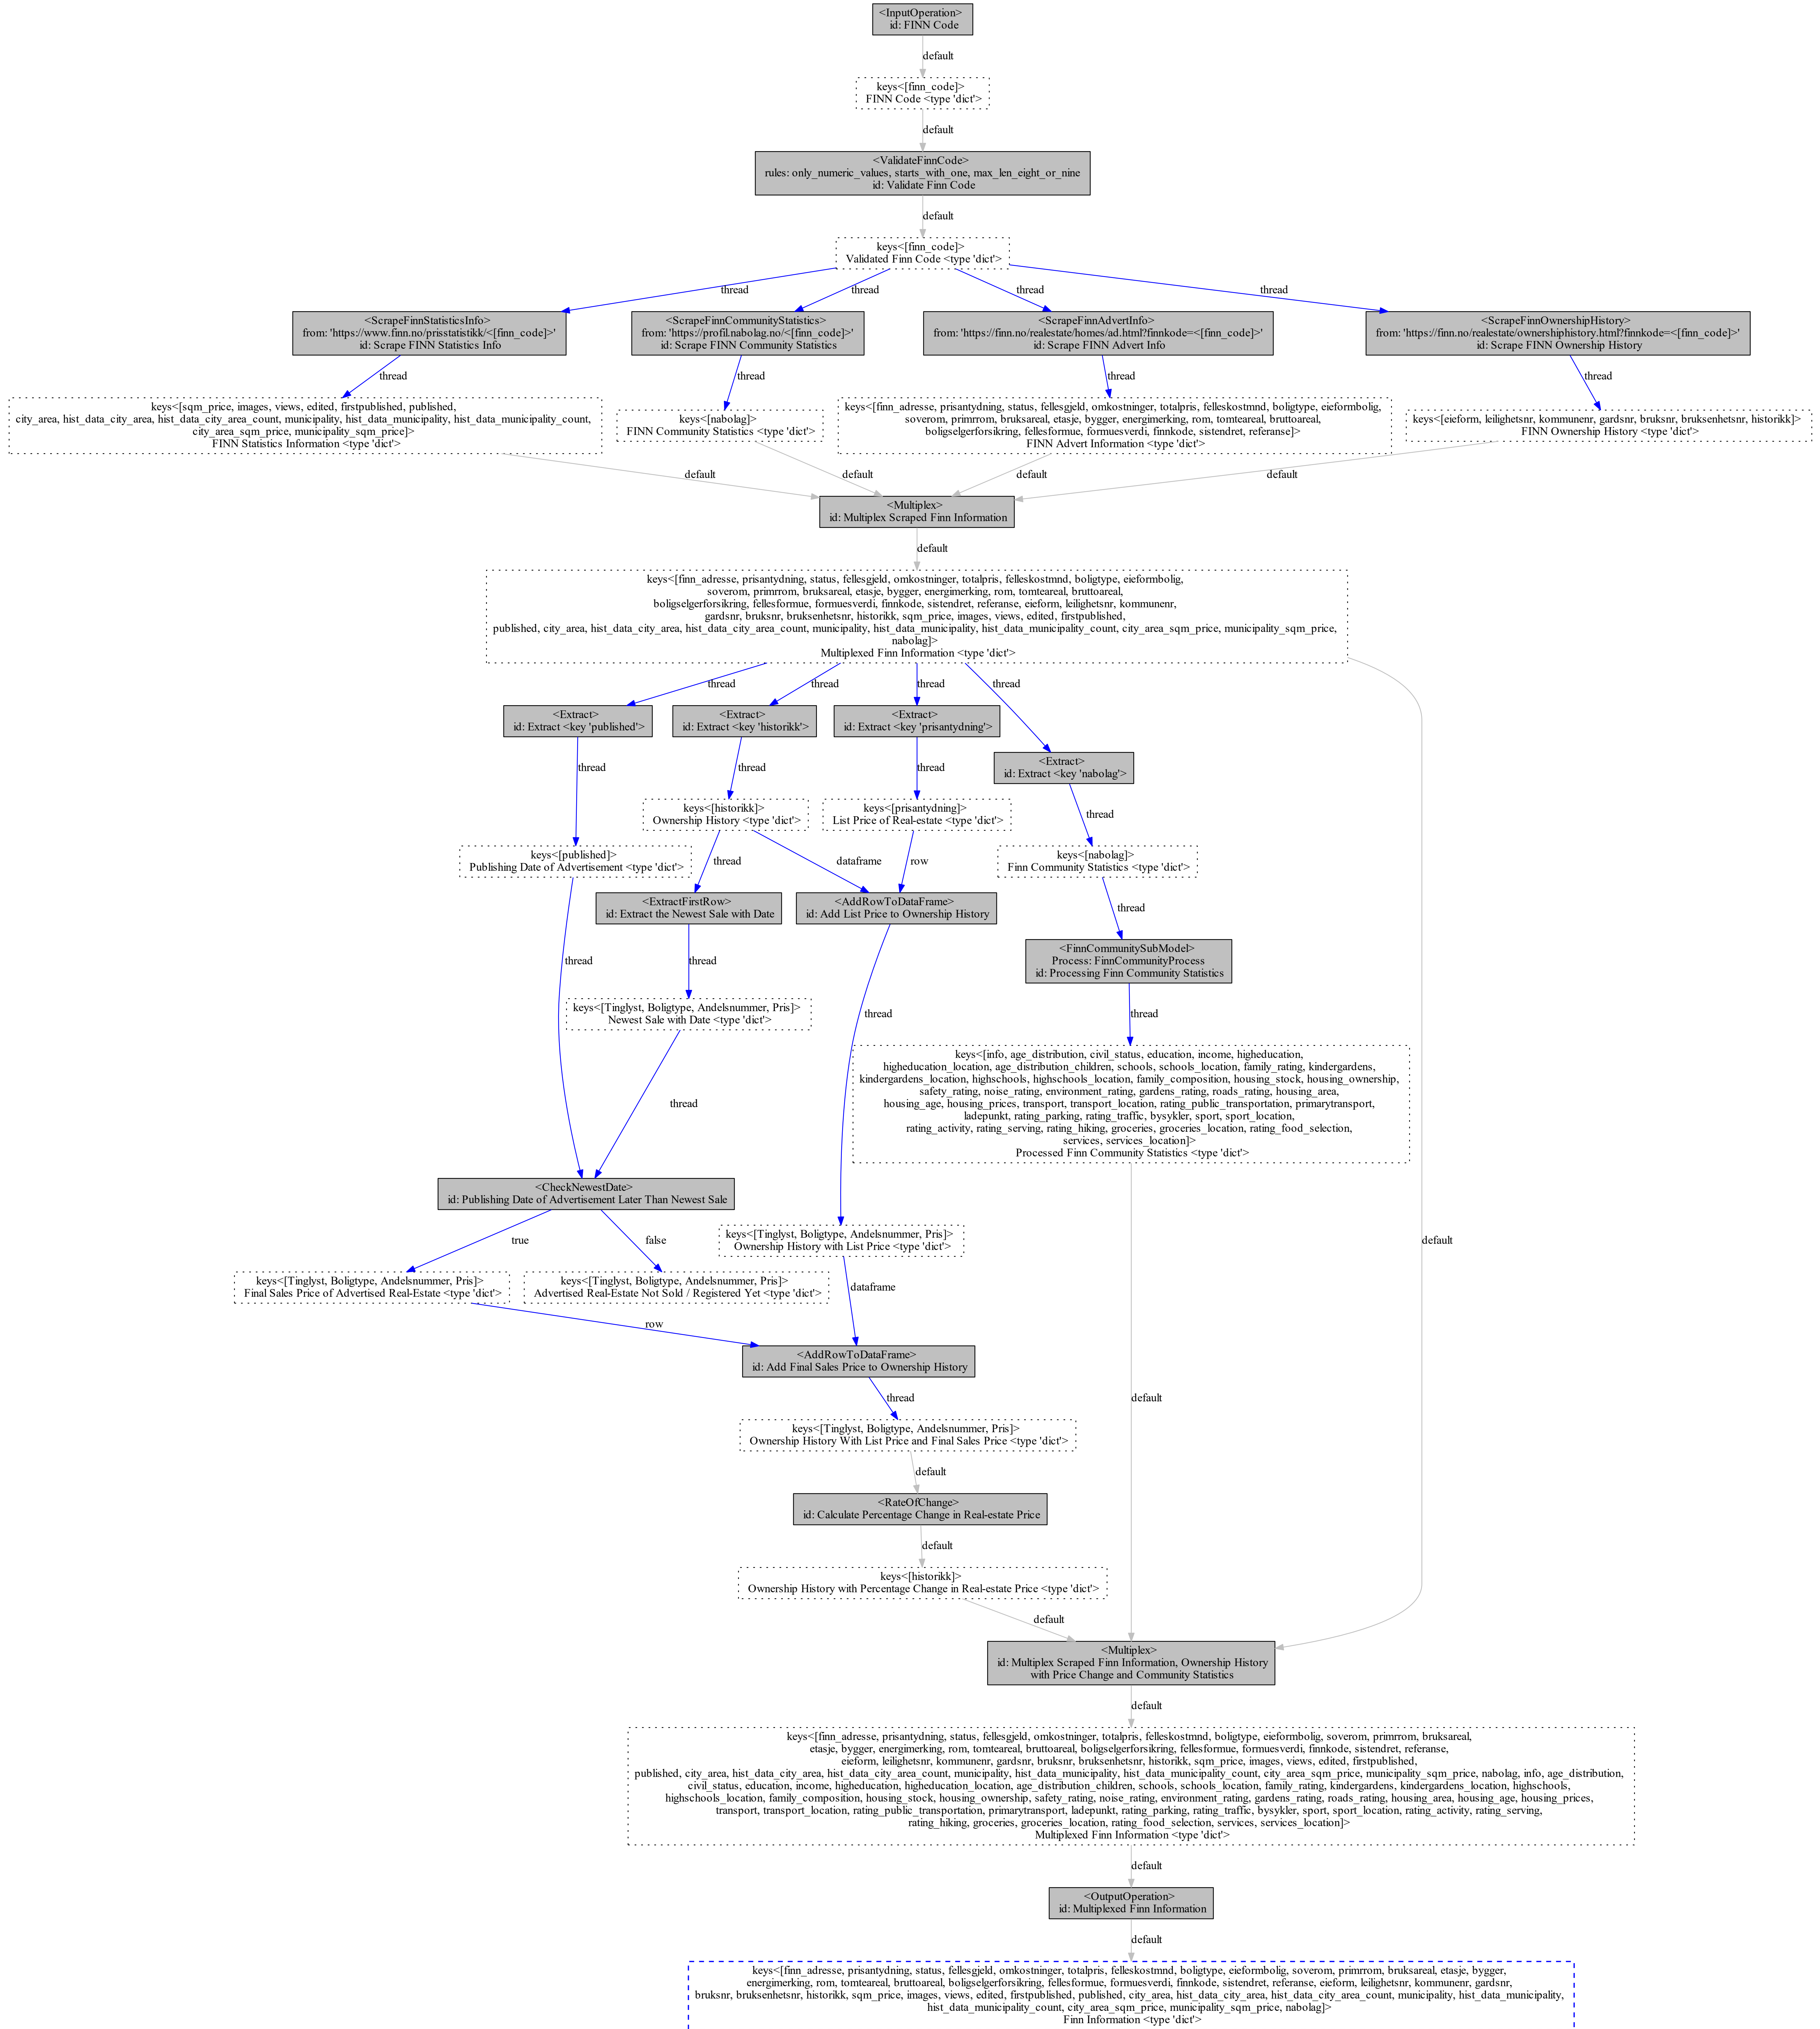 <InputOperation>
id: FINN Code
default
keys<[finn_code]>
FINN Code <type 'dict'>
default
<ValidateFinnCode>
rules: only_numeric_values, starts_with_one, max_len_eight_or_nine
id: Validate Finn Code
default
keys<[finn_code]>
Validated Finn Code <type 'dict'>
thread
thread
thread
thread
<ScrapeFinnStatisticsInfo>
from: 'https://www.finn.no/prisstatistikk/<[finn_code]>'
id: Scrape FINN Statistics Info
<ScrapeFinnCommunityStatistics>
from: 'https://profil.nabolag.no/<[finn_code]>'
id: Scrape FINN Community Statistics
<ScrapeFinnAdvertInfo>
from: 'https://finn.no/realestate/homes/ad.html?finnkode=<[finn_code]>'
id: Scrape FINN Advert Info
<ScrapeFinnOwnershipHistory>
from: 'https://finn.no/realestate/ownershiphistory.html?finnkode=<[finn_code]>'
id: Scrape FINN Ownership History
thread
thread
thread
thread
keys<[sqm_price, images, views, edited, firstpublished, published,
city_area, hist_data_city_area, hist_data_city_area_count, municipality, hist_data_municipality, hist_data_municipality_count,
city_area_sqm_price, municipality_sqm_price]>
FINN Statistics Information <type 'dict'>
keys<[nabolag]>
FINN Community Statistics <type 'dict'>
keys<[finn_adresse, prisantydning, status, fellesgjeld, omkostninger, totalpris, felleskostmnd, boligtype, eieformbolig,
soverom, primrrom, bruksareal, etasje, bygger, energimerking, rom, tomteareal, bruttoareal,
boligselgerforsikring, fellesformue, formuesverdi, finnkode, sistendret, referanse]>
FINN Advert Information <type 'dict'>
keys<[eieform, leilighetsnr, kommunenr, gardsnr, bruksnr, bruksenhetsnr, historikk]>
FINN Ownership History <type 'dict'>
default
default
default
default
<Multiplex>
id: Multiplex Scraped Finn Information
default
keys<[finn_adresse, prisantydning, status, fellesgjeld, omkostninger, totalpris, felleskostmnd, boligtype, eieformbolig,
soverom, primrrom, bruksareal, etasje, bygger, energimerking, rom, tomteareal, bruttoareal,
boligselgerforsikring, fellesformue, formuesverdi, finnkode, sistendret, referanse, eieform, leilighetsnr, kommunenr,
gardsnr, bruksnr, bruksenhetsnr, historikk, sqm_price, images, views, edited, firstpublished,
published, city_area, hist_data_city_area, hist_data_city_area_count, municipality, hist_data_municipality, hist_data_municipality_count, city_area_sqm_price, municipality_sqm_price,
nabolag]>
Multiplexed Finn Information <type 'dict'>
thread
thread
thread
thread
<Extract>
id: Extract <key 'published'>
<Extract>
id: Extract <key 'historikk'>
<Extract>
id: Extract <key 'prisantydning'>
<Extract>
id: Extract <key 'nabolag'>
thread
thread
thread
thread
keys<[historikk]>
Ownership History <type 'dict'>
keys<[prisantydning]>
List Price of Real-estate <type 'dict'>
keys<[published]>
Publishing Date of Advertisement <type 'dict'>
keys<[nabolag]>
Finn Community Statistics <type 'dict'>
thread
dataframe
row
thread
<ExtractFirstRow>
id: Extract the Newest Sale with Date
<AddRowToDataFrame>
id: Add List Price to Ownership History
<FinnCommunitySubModel>
Process: FinnCommunityProcess
id: Processing Finn Community Statistics
thread
thread
thread
thread
keys<[Tinglyst, Boligtype, Andelsnummer, Pris]>
Newest Sale with Date <type 'dict'>
keys<[info, age_distribution, civil_status, education, income, higheducation,
higheducation_location, age_distribution_children, schools, schools_location, family_rating, kindergardens,
kindergardens_location, highschools, highschools_location, family_composition, housing_stock, housing_ownership,
safety_rating, noise_rating, environment_rating, gardens_rating, roads_rating, housing_area,
housing_age, housing_prices, transport, transport_location, rating_public_transportation, primarytransport,
ladepunkt, rating_parking, rating_traffic, bysykler, sport, sport_location,
rating_activity, rating_serving, rating_hiking, groceries, groceries_location, rating_food_selection,
services, services_location]>
Processed Finn Community Statistics <type 'dict'>
thread
<CheckNewestDate>
id: Publishing Date of Advertisement Later Than Newest Sale
true
false
default
keys<[Tinglyst, Boligtype, Andelsnummer, Pris]>
Ownership History with List Price <type 'dict'>
keys<[Tinglyst, Boligtype, Andelsnummer, Pris]>
Final Sales Price of Advertised Real-Estate <type 'dict'>
keys<[Tinglyst, Boligtype, Andelsnummer, Pris]>
Advertised Real-Estate Not Sold / Registered Yet <type 'dict'>
dataframe
row
<AddRowToDataFrame>
id: Add Final Sales Price to Ownership History
thread
default
keys<[Tinglyst, Boligtype, Andelsnummer, Pris]>
Ownership History With List Price and Final Sales Price <type 'dict'>
default
<RateOfChange>
id: Calculate Percentage Change in Real-estate Price
default
keys<[historikk]>
Ownership History with Percentage Change in Real-estate Price <type 'dict'>
default
<Multiplex>
id: Multiplex Scraped Finn Information, Ownership History
with Price Change and Community Statistics
default
keys<[finn_adresse, prisantydning, status, fellesgjeld, omkostninger, totalpris, felleskostmnd, boligtype, eieformbolig, soverom, primrrom, bruksareal,
etasje, bygger, energimerking, rom, tomteareal, bruttoareal, boligselgerforsikring, fellesformue, formuesverdi, finnkode, sistendret, referanse,
eieform, leilighetsnr, kommunenr, gardsnr, bruksnr, bruksenhetsnr, historikk, sqm_price, images, views, edited, firstpublished,
published, city_area, hist_data_city_area, hist_data_city_area_count, municipality, hist_data_municipality, hist_data_municipality_count, city_area_sqm_price, municipality_sqm_price, nabolag, info, age_distribution,
civil_status, education, income, higheducation, higheducation_location, age_distribution_children, schools, schools_location, family_rating, kindergardens, kindergardens_location, highschools,
highschools_location, family_composition, housing_stock, housing_ownership, safety_rating, noise_rating, environment_rating, gardens_rating, roads_rating, housing_area, housing_age, housing_prices,
transport, transport_location, rating_public_transportation, primarytransport, ladepunkt, rating_parking, rating_traffic, bysykler, sport, sport_location, rating_activity, rating_serving,
rating_hiking, groceries, groceries_location, rating_food_selection, services, services_location]>
Multiplexed Finn Information <type 'dict'>
default
<OutputOperation>
id: Multiplexed Finn Information
default
keys<[finn_adresse, prisantydning, status, fellesgjeld, omkostninger, totalpris, felleskostmnd, boligtype, eieformbolig, soverom, primrrom, bruksareal, etasje, bygger,
energimerking, rom, tomteareal, bruttoareal, boligselgerforsikring, fellesformue, formuesverdi, finnkode, sistendret, referanse, eieform, leilighetsnr, kommunenr, gardsnr,
bruksnr, bruksenhetsnr, historikk, sqm_price, images, views, edited, firstpublished, published, city_area, hist_data_city_area, hist_data_city_area_count, municipality, hist_data_municipality,
hist_data_municipality_count, city_area_sqm_price, municipality_sqm_price, nabolag]>
Finn Information <type 'dict'>